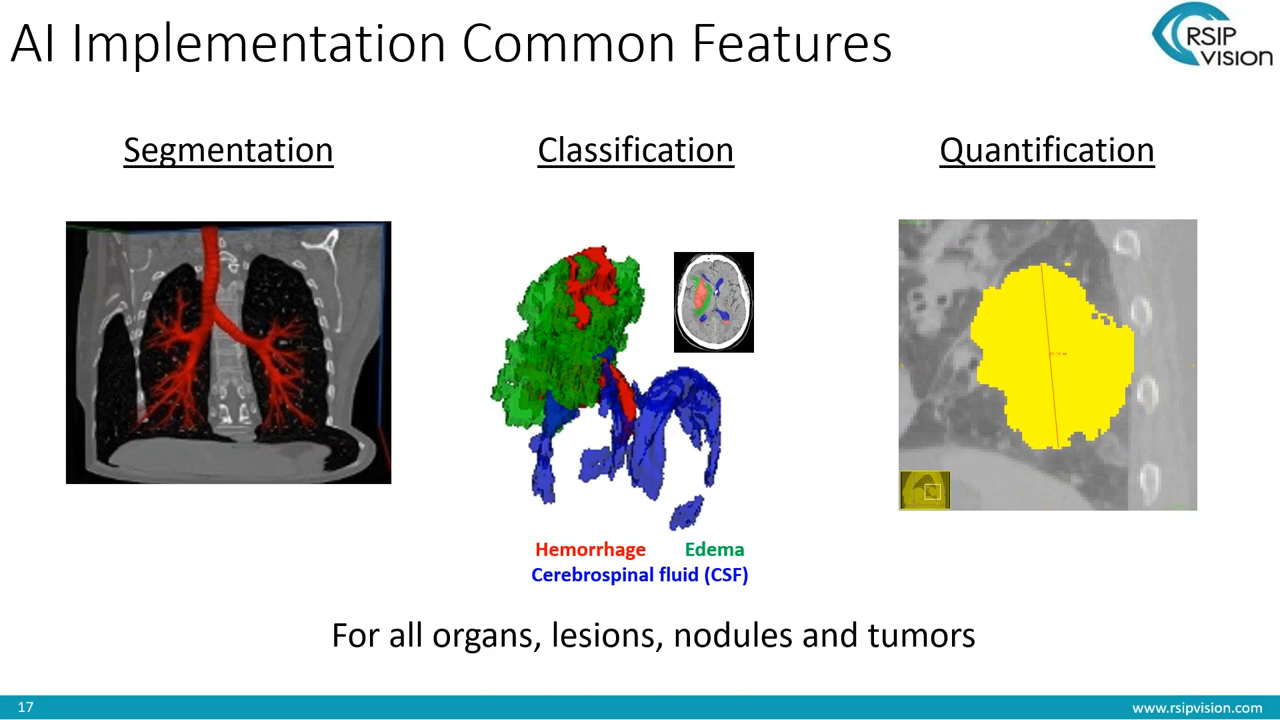 AI Implementation Common Features
RSIP
VISION
Segmentation
Classification
Quantification
Hemorrhage Edema
Cerebrospinal fluid (CSF)
For all organs, lesions, nodules and tumors
17
www.rsipvision.com